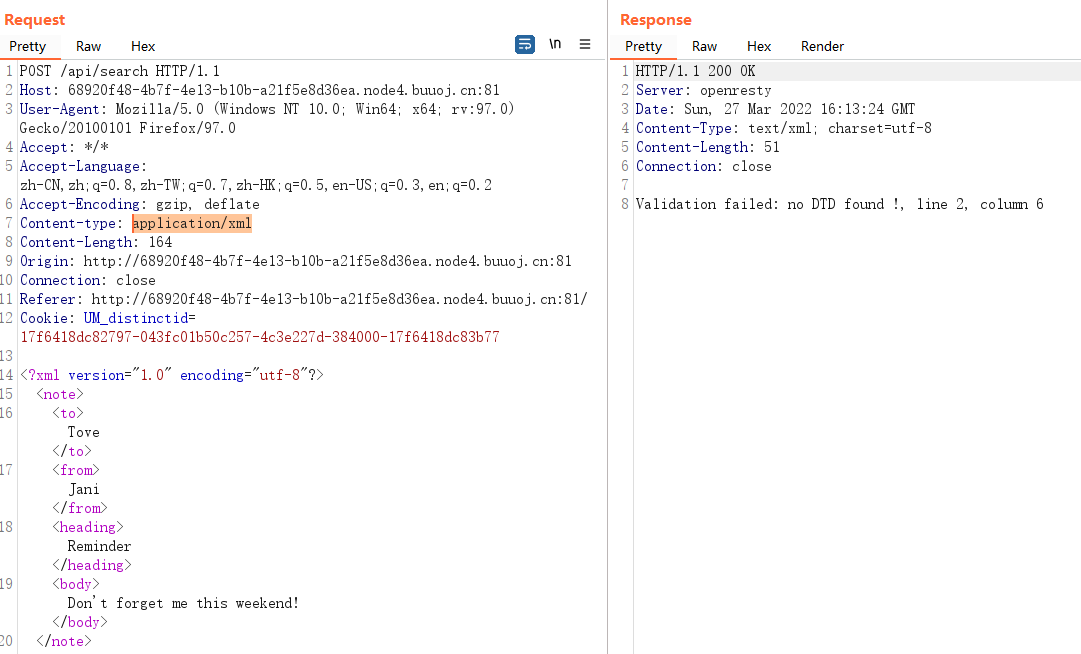 Request
Pretty Raw Hex \n
1 POST /api/search HTTP/1.1
2 Host: 68920f48-4b7f-4e13-b10b-a21f5e8d36ea.node4.buuoj.cn:81
3 User-Agent: Mozilla/5.0 (Windows NT 10.0; Win64; x64; rv:97.0)
Gecko/20100101 Firefox/97.0
4 Accept: */*
5 Accept-Language:
zh-CN,zh;q=0.8,zh-TW;q=0.7,zh-HK;q=0.5,en-US;q=0.3,en;q=0.2
6 Accept-Encoding: gzip, deflate
7 Content-type: application/xml
8 Content-Length: 164
9 Origin: http://68920f48-4b7f-4e13-b10b-a21f5e8d36ea.node4.buuoj.cn:81
10 Connection: close
11 Referer: http://68920f48-4b7f-4e13-b10b-a21f5e8d36ea.node4.buuoj.cn:81/
12 Cookie: UM_distinctid=
17f6418dc82797-043fc01b50c257-4c3e227d-384000-17f6418dc83b77
13
14 <?xml version="1.0" encoding="utf-8"?>
15 <note>
16 <to>
Tove
</to>
17 <from>
Jani
</from>
18 <heading>
Reminder
</heading>
19 <body>
Don't forget me this weekend!
</body>
20 </note>
Response
Pretty Raw Hex Render
1 HTTP/1.1 200 OK
2 Server: openresty
3 Date: Sun, 27 Mar 2022 16:13:24 GMT
4 Content-Type: text/xml; charset=utf-8
5 Content-Length: 51
6 Connection: close
7
8 Validation failed: no DTD found !, line 2, column 6